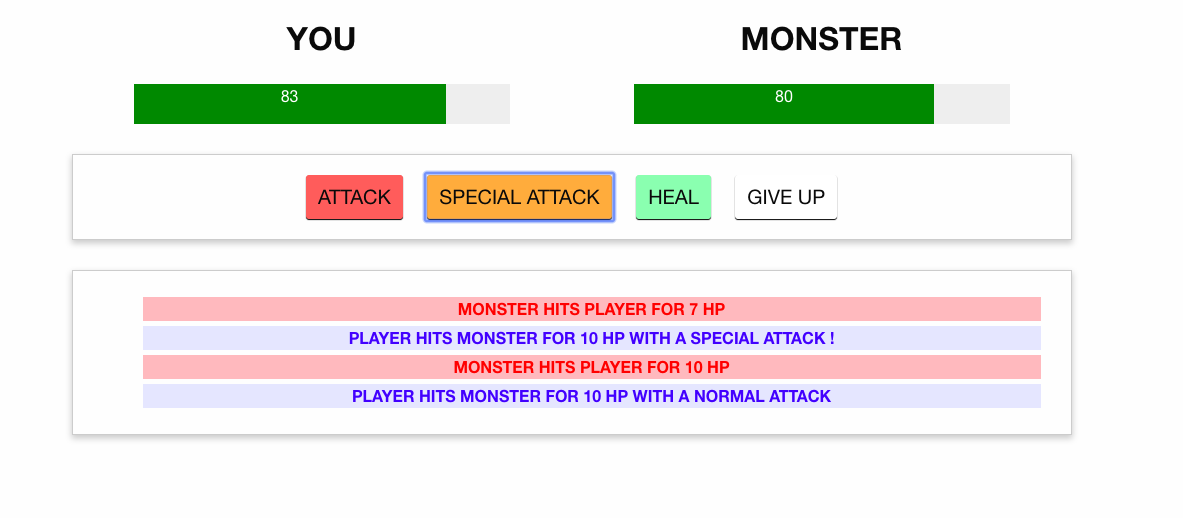 YOU
MONSTER
83
80
ATTACK
SPECIAL ATTACK
HEAL
GIVE UP
MONSTER HITS PLAYER FOR 7 HP
PLAYER HITS MONSTER FOR 10 HP WITH A SPECIAL ATTACK !
MONSTER HITS PLAYER FOR 10 HP
PLAYER HITS MONSTER FOR 10 HP WITH A NORMAL ATTACK